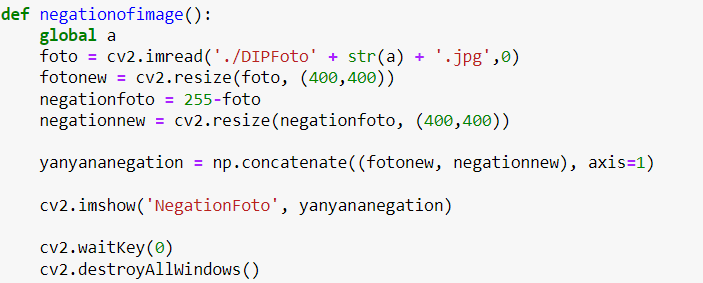 def negationofimage():
    global a
    foto = cv2.imread('./DIPFoto' + str(a) + '.jpg',0)
    fotonew = cv2.resize(foto, (400,400))
    negationfoto = 255-foto
    negationnew = cv2.resize(negationfoto, (400,400))
    yanyananegation = np.concatenate((fotonew, negationnew), axis=1)
    cv2.imshow('NegationFoto', yanyananegation)
    cv2.waitKey(0)
    cv2.destroyAllWindows()